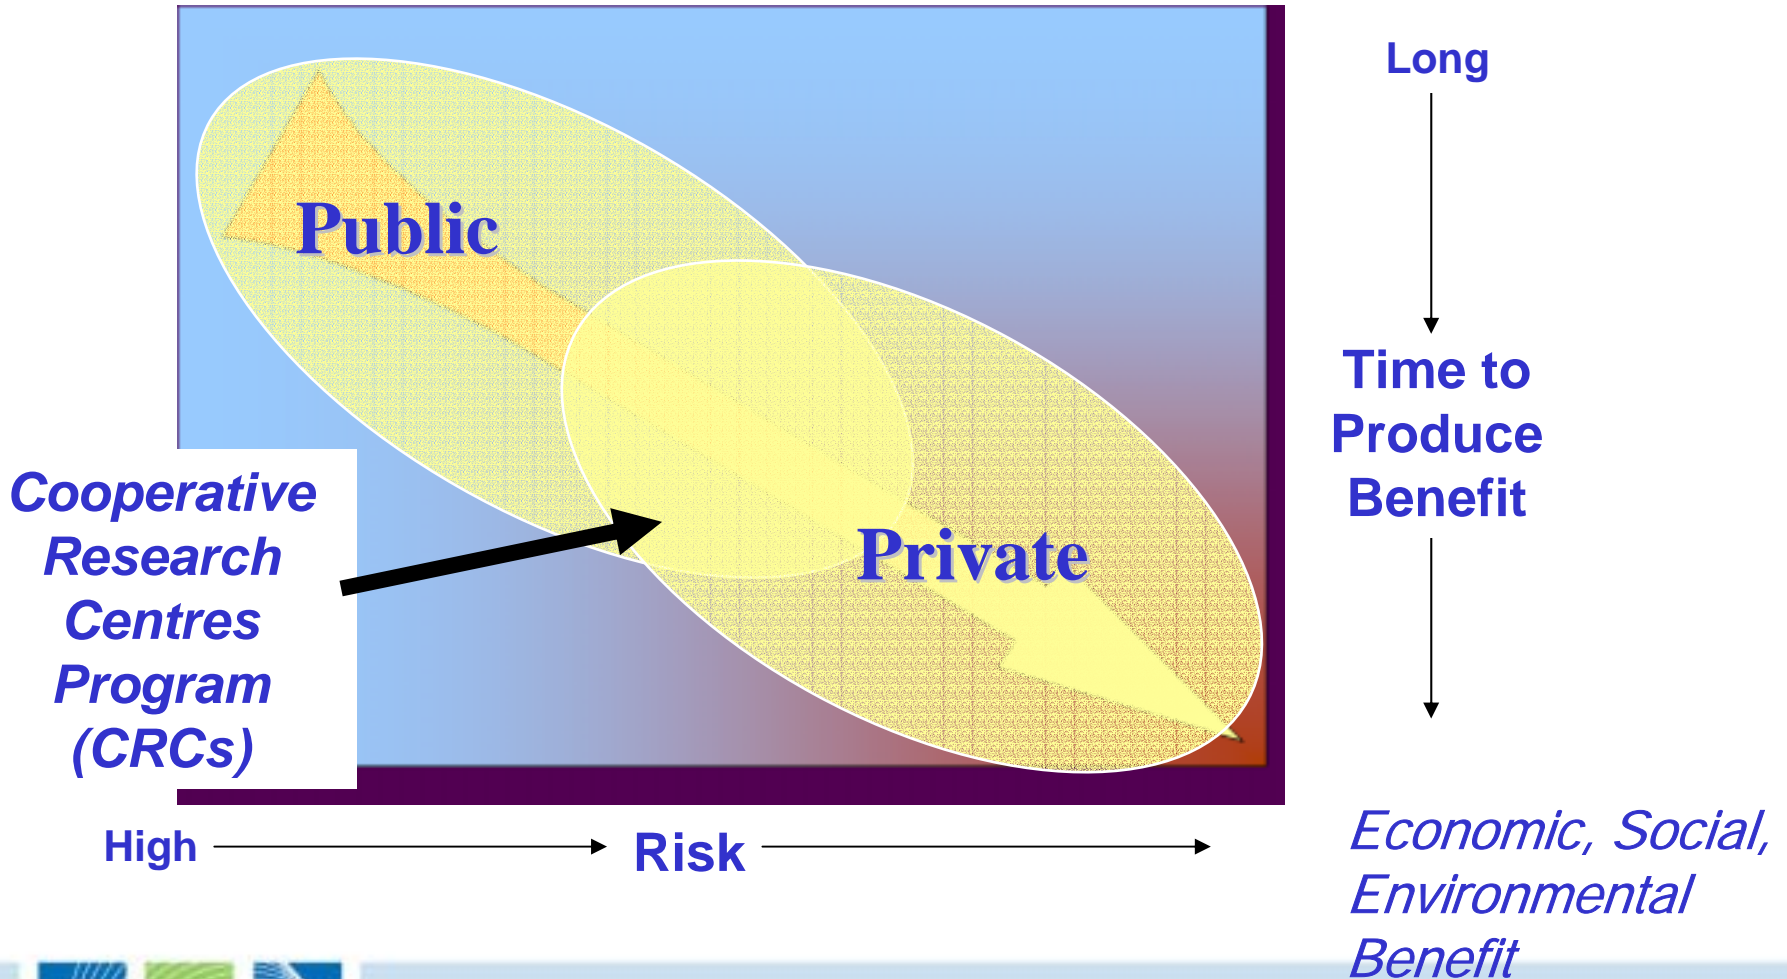 Long
Public
Time to
Produce
Benefit
Cooperative
Research
Centres
Program
(CRCs)
Private
High
Risk
Economic, Social,
Environmental
Benefit